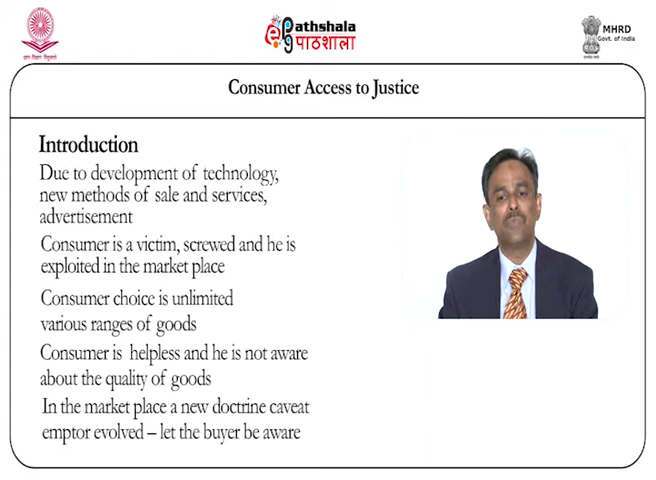 ePathshala
पाठशाला
MHRD
Govt. of India
Consumer Access to Justice
Introduction
Due to development of technology,
new methods of sale and services,
advertisement
Consumer is a victim, screwed and he is
exploited in the market place
Consumer choice is unlimited
various ranges of goods
Consumer is helpless and he is not aware
about the quality of goods
In the market place a new doctrine caveat
emptor evolved – let the buyer be aware